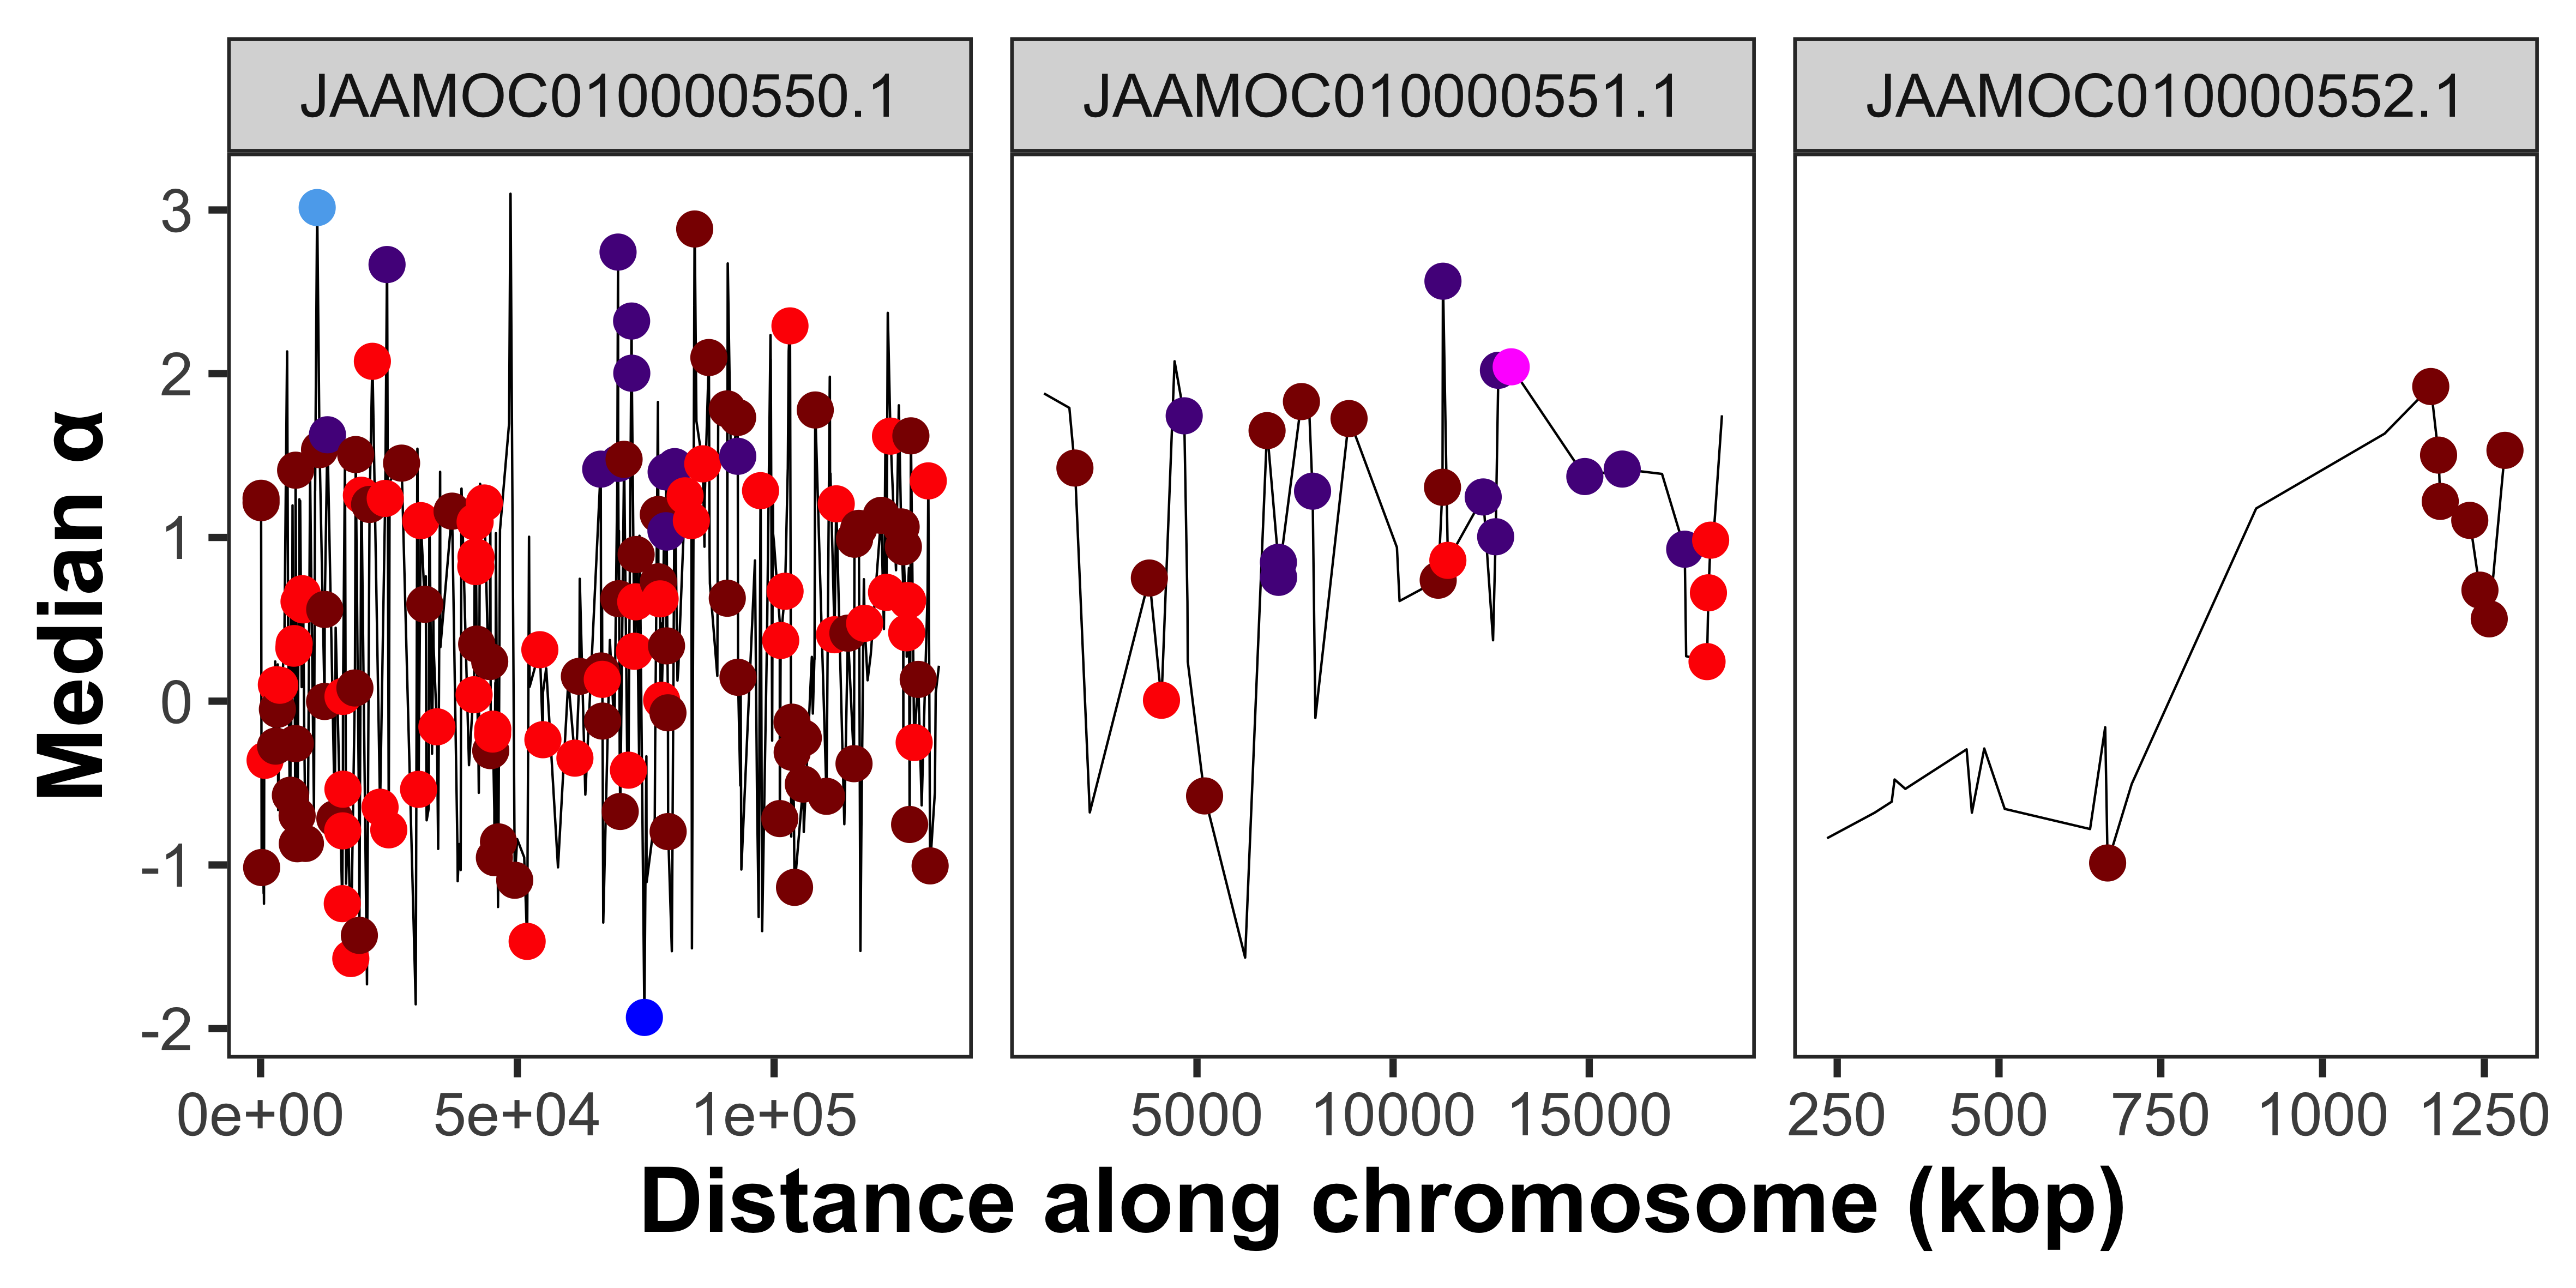 JAAMOC010000550.1 JAAMOC010000551.1 JAAMOC010000552.1
Median α
3
2
1
0
-1
-2
0e+00 5e+04 1e+05 5000 10000 15000 250 500 750 1000 1250
Distance along chromosome (kbp)